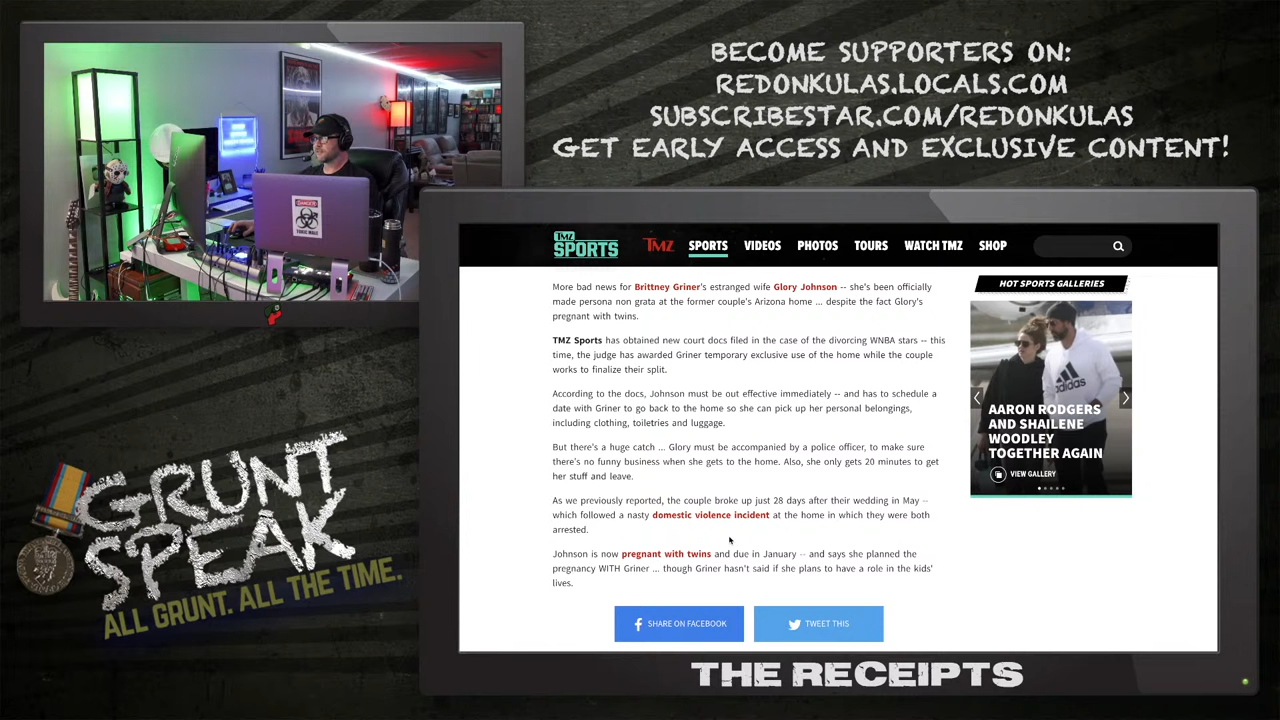 BECOME SUPPORTERS ON:
REDONKULAS.LOCALS.COM
SUBSCRIBESTAR.COM/REDONKULAS
GET EARLY ACCESS AND EXCLUSIVE CONTENT!
DANGER
TOXIC MALE
TMZ
SPORTS
TMZ SPORTS VIDEOS PHOTOS TOURS WATCH TMZ SHOP
More bad news for Brittney Griner's estranged wife Glory Johnson -- she's been officially
made persona non grata at the former couple's Arizona home ... despite the fact Glory's
pregnant with twins.
TMZ Sports has obtained new court docs filed in the case of the divorcing WNBA stars -- this
time, the judge has awarded Griner temporary exclusive use of the home while the couple
works to finalize their split.
According to the docs, Johnson must be out effective immediately -- and has to schedule a
date with Griner to go back to the home so she can pick up her personal belongings,
including clothing, toiletries and luggage.
But there's a huge catch ... Glory must be accompanied by a police officer, to make sure
there's no funny business when she gets to the home. Also, she only gets 20 minutes to get
her stuff and leave.
As we previously reported, the couple broke up just 28 days after their wedding in May --
which followed a nasty domestic violence incident at the home in which they were both
arrested.
Johnson is now pregnant with twins and due in January -- and says she planned the
pregnancy WITH Griner ... though Griner hasn't said if she plans to have a role in the kids'
lives.
SHARE ON FACEBOOK
TWEET THIS
HOT SPORTS GALLERIES
adidas
AARON RODGERS
AND SHAILENE
WOODLEY
TOGETHER AGAIN
VIEW GALLERY
GRUNT
SPEAK
ALL GRUNT. ALL THE TIME.
THE RECEIPTS